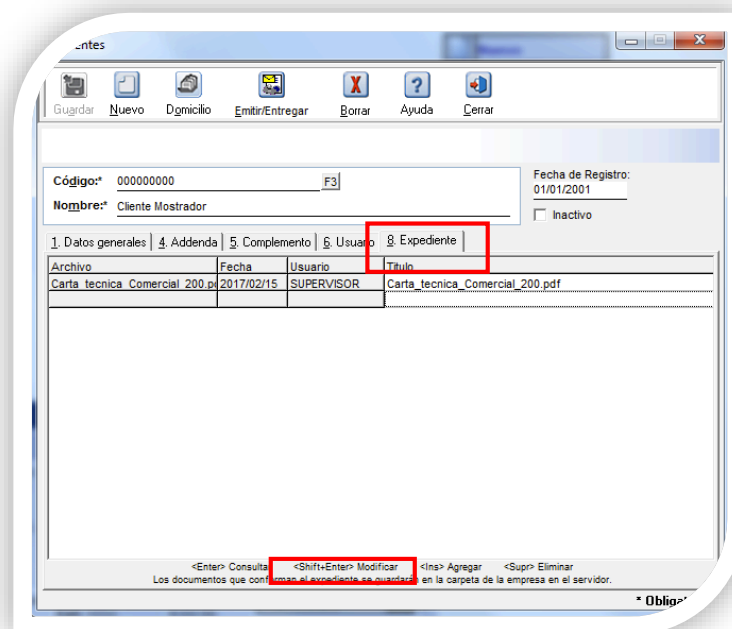 Guardar Nuevo Domicilio Emitir/Entregar Borrar Ayuda Cerrar
Código:* 000000000 F3
Fecha de Registro:
01/01/2001
Nombre:* Cliente Mostrador
Inactivo
1. Datos generales 4. Addenda 5. Complemento 6. Usuario 8. Expediente
Archivo Fecha Usuario Titulo
Carta_tecnica_Comercial_200.pd 2017/02/15 SUPERVISOR Carta_tecnica_Comercial_200.pdf
<Enter> Consulta <Shift+Enter> Modificar <Ins> Agregar <Supr> Eliminar
Los documentos que conforman el expediente se guardarán en la carpeta de la empresa en el servidor.